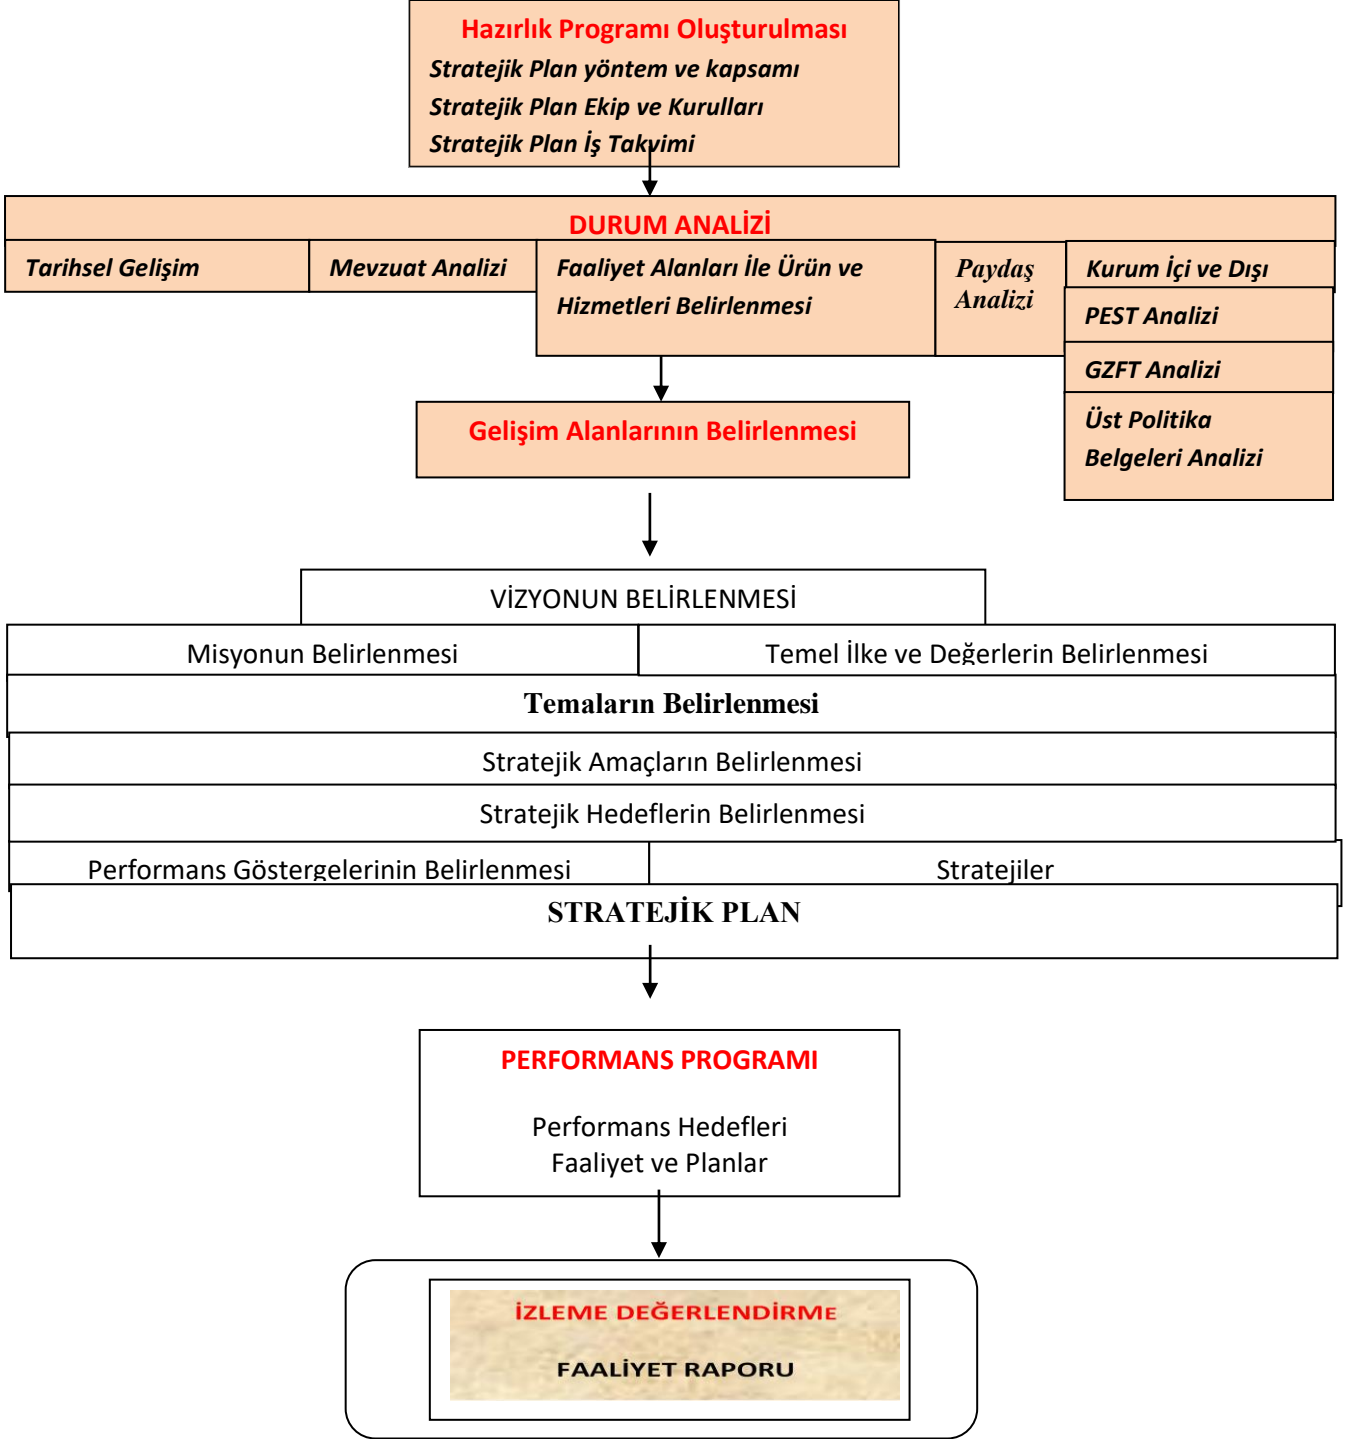 Hazırlık Programı Oluşturulması
Stratejik Plan yöntem ve kapsamı
Stratejik Plan Ekip ve Kurulları
Stratejik Plan İş Takvimi
DURUM ANALİZİ
Tarihsel Gelişim
Mevzuat Analizi
Faaliyet Alanları İle Ürün ve
Hizmetleri Belirlenmesi
Paydaş
Analizi
Kurum İçi ve Dışı
PEST Analizi
GZFT Analizi
Üst Politika
Belgeleri Analizi
Gelişim Alanlarının Belirlenmesi
VİZYONUN BELİRLENMESİ
Misyonun Belirlenmesi
Temel İlke ve Değerlerin Belirlenmesi
Temaların Belirlenmesi
Stratejik Amaçların Belirlenmesi
Stratejik Hedeflerin Belirlenmesi
Performans Göstergelerinin Belirlenmesi
Stratejiler
STRATEJİK PLAN
PERFORMANS PROGRAMI
Performans Hedefleri
Faaliyet ve Planlar
İZLEME DEĞERLENDİRME
FAALİYET RAPORU